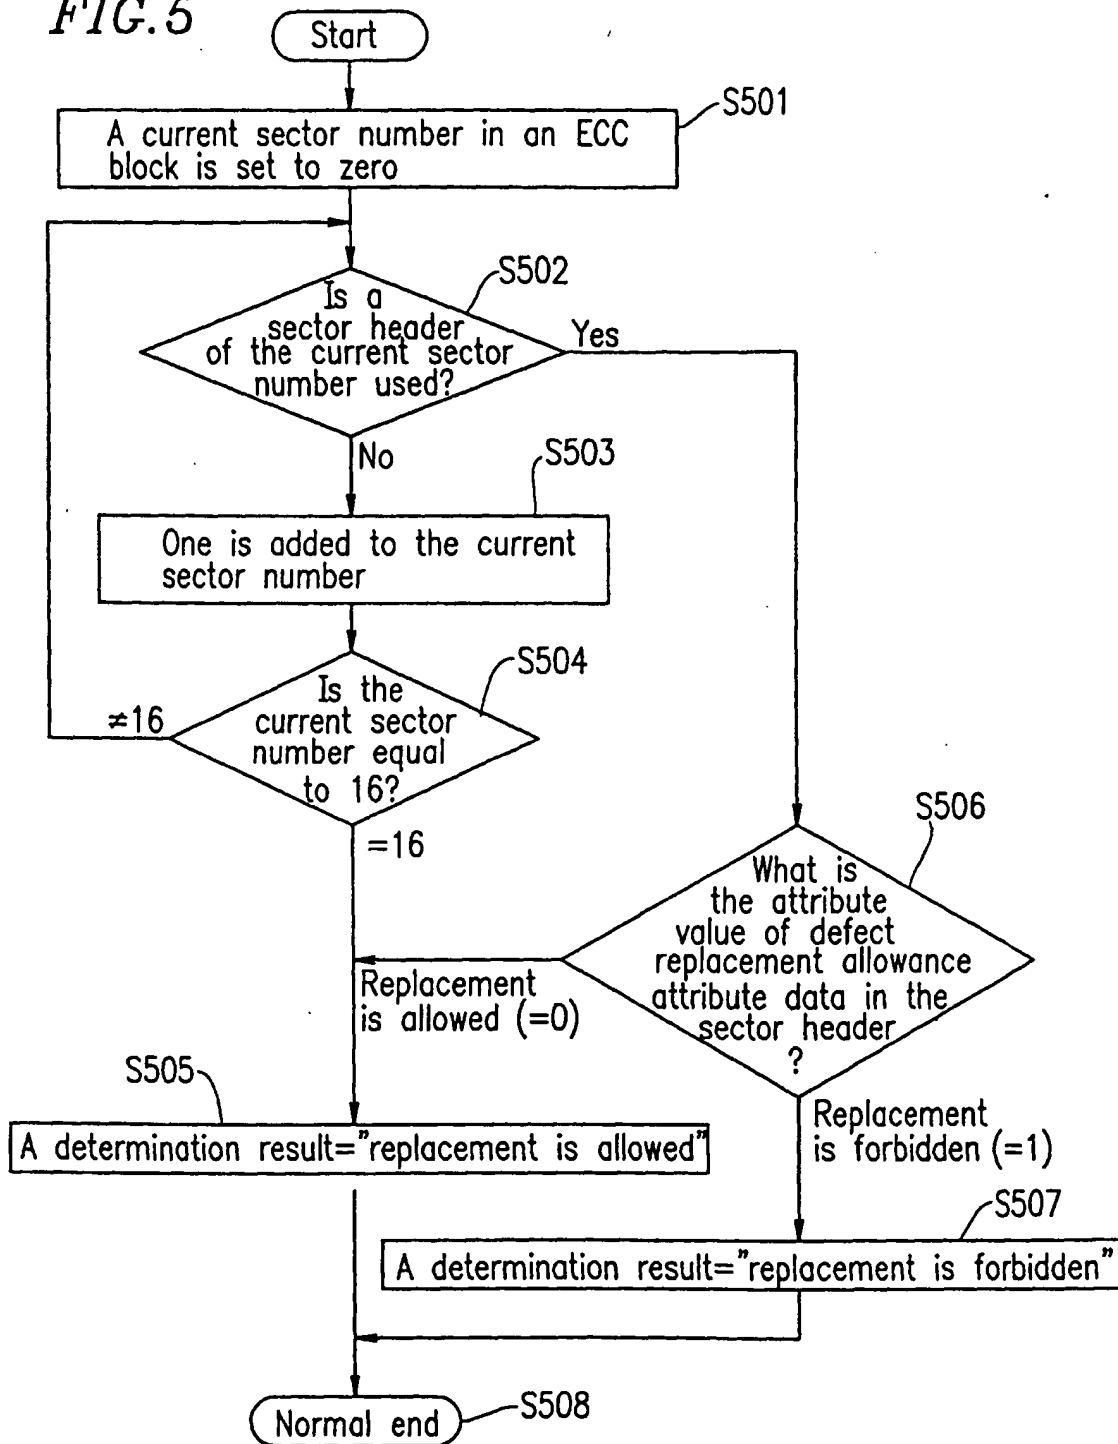 FIG.5
Start
S501
A current sector number in an ECC
block is set to zero
S502
Is a
sector header
of the current sector
number used?
Yes
No
S503
One is added to the current
sector number
S504
Is the
current sector
number equal
to 16?
≠16
=16
S506
What is
the attribute
value of defect
replacement allowance
attribute data in the
sector header
?
Replacement
is allowed (=0)
S505
A determination result="replacement is allowed"
Replacement
is forbidden (=1)
S507
A determination result="replacement is forbidden"
Normal end
S508